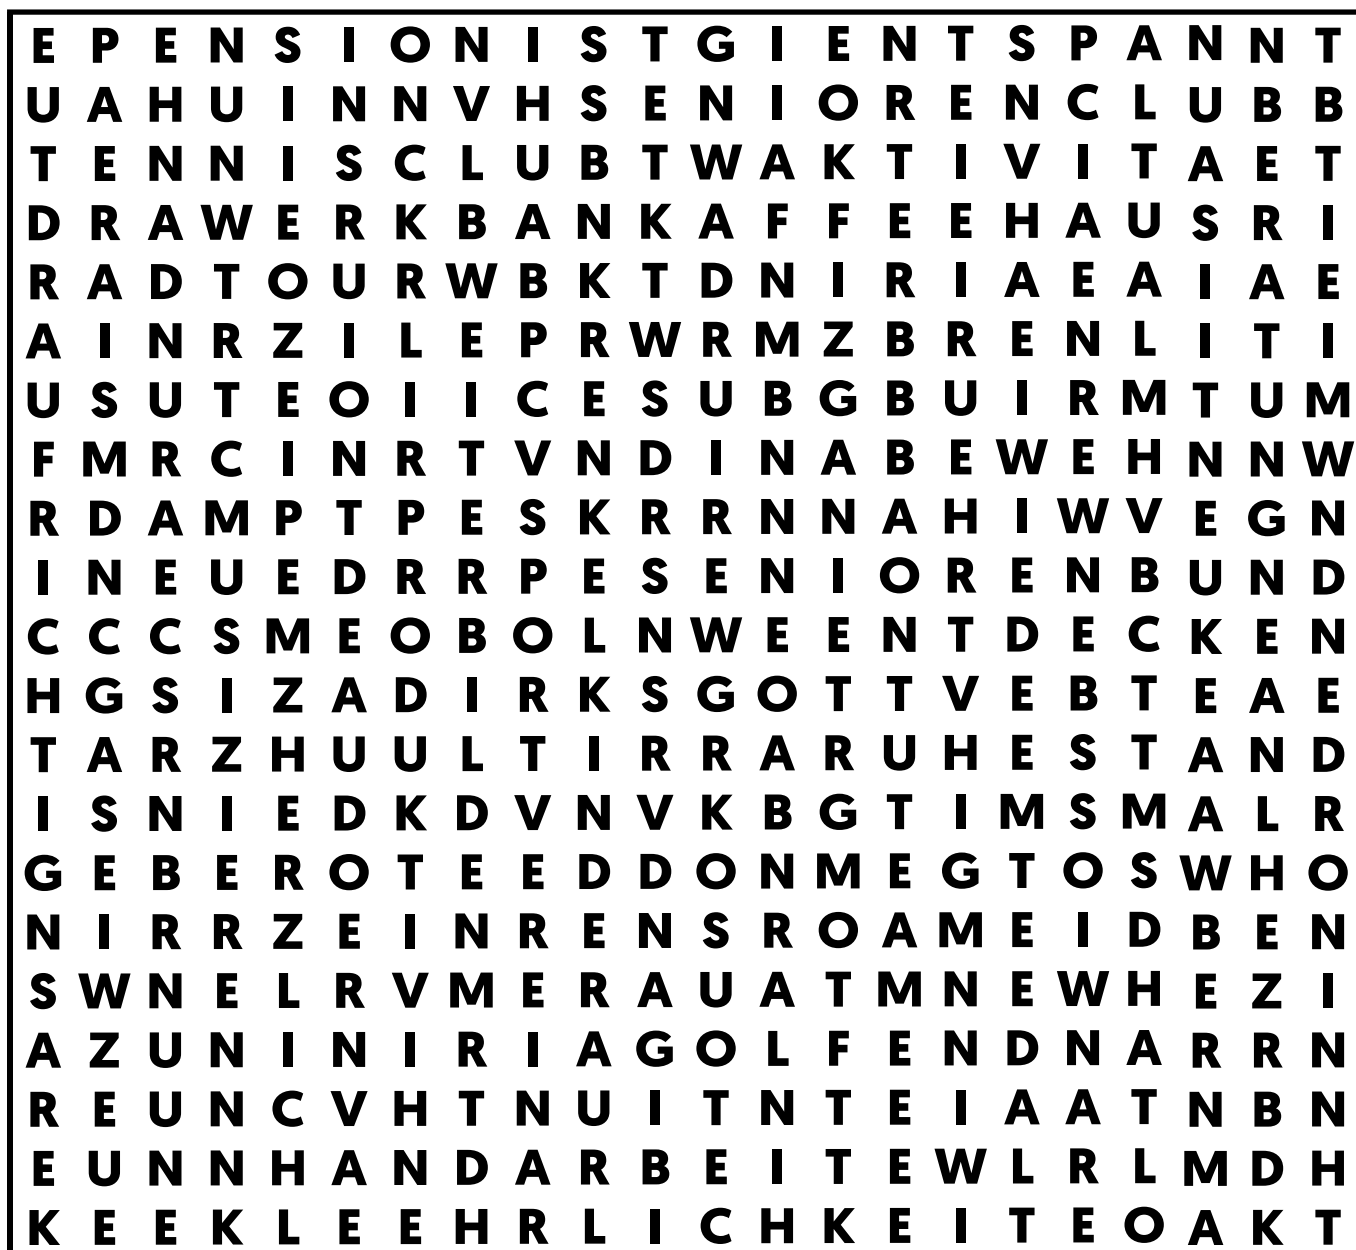 E P E N S I O N I S T G I E N T S P A N N T
U A H U I N N V H S E N I O R E N C L U B B
T E N N I S C L U B T W A K T I V I T A E T
D R A W E R K B A N K A F F E E H A U S R I
R A D T O U R W B K T D N I R I A E A I A E
A I N R Z I L E P R W R M Z B R E N L I T I
U S U T E O I I C E S U B G B U I R M T U M
F M R C I N R T V N D I N A B E W E H N N W
R D A M P T P E S K R R N N A H I W V E G N
I N E U E D R R P E S E N I O R E N B U N D
C C C S M E O B O L N W E E N T D E C K E N
H G S I Z A D I R K S G O T T V E B T E A E
T A R Z H U U L T I R R A R U H E S T A N D
I S N I E D K D V N V K B G T I M S M A L R
G E B E R O T E E D D O N M E G T O S W H O
N I R R Z E I N R E N S R O A M E I D B E N
S W N E L R V M E R A U A T M N E W H E Z I
A Z U N I N I R I A G O L F E N D N A R R N
R E U N C V H T N U I T N T E I A A T N B N
E U N N H A N D A R B E I T E W L R L M D H
K E E K L E E H R L I C H K E I T E O A K T